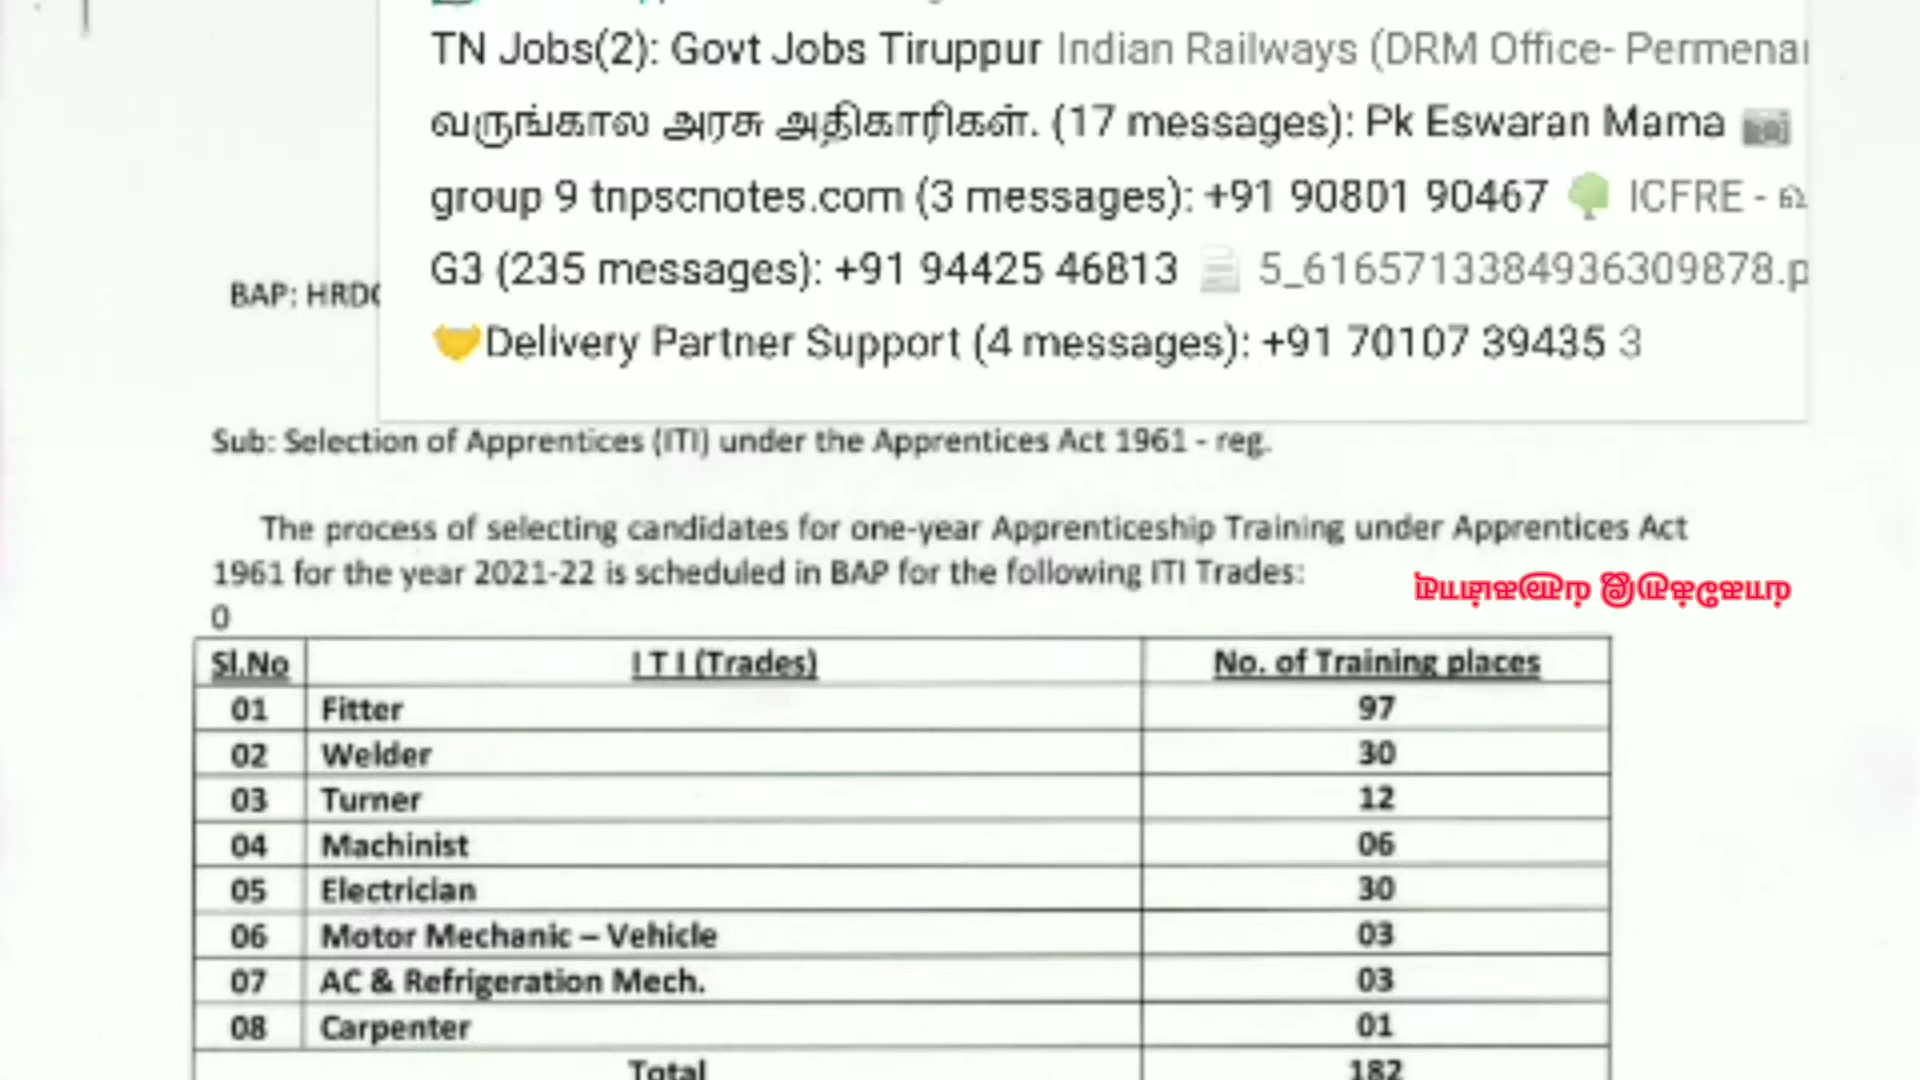 TN Jobs(2): Govt Jobs Tiruppur Indian Railways (DRM Office- Permenar
வருங்கால அரசு அதிகாரிகள். (17 messages): Pk Eswaran Mama
group 9 tnpscnotes.com (3 messages): +91 90801 90467 ICFRE -
G3 (235 messages): +91 94425 46813 5_6165713384936309878.p
Delivery Partner Support (4 messages): +91 70107 39435 3
BAP: HRDC
Sub: Selection of Apprentices (ITI) under the Apprentices Act 1961 - reg.
The process of selecting candidates for one-year Apprenticeship Training under Apprentices Act
1961 for the year 2021-22 is scheduled in BAP for the following ITI Trades:
0
Sl.No I T I (Trades) No. of Training places
01 Fitter 97
02 Welder 30
03 Turner 12
04 Machinist 06
05 Electrician 30
06 Motor Mechanic – Vehicle 03
07 AC & Refrigeration Mech. 03
08 Carpenter 01
Total 182